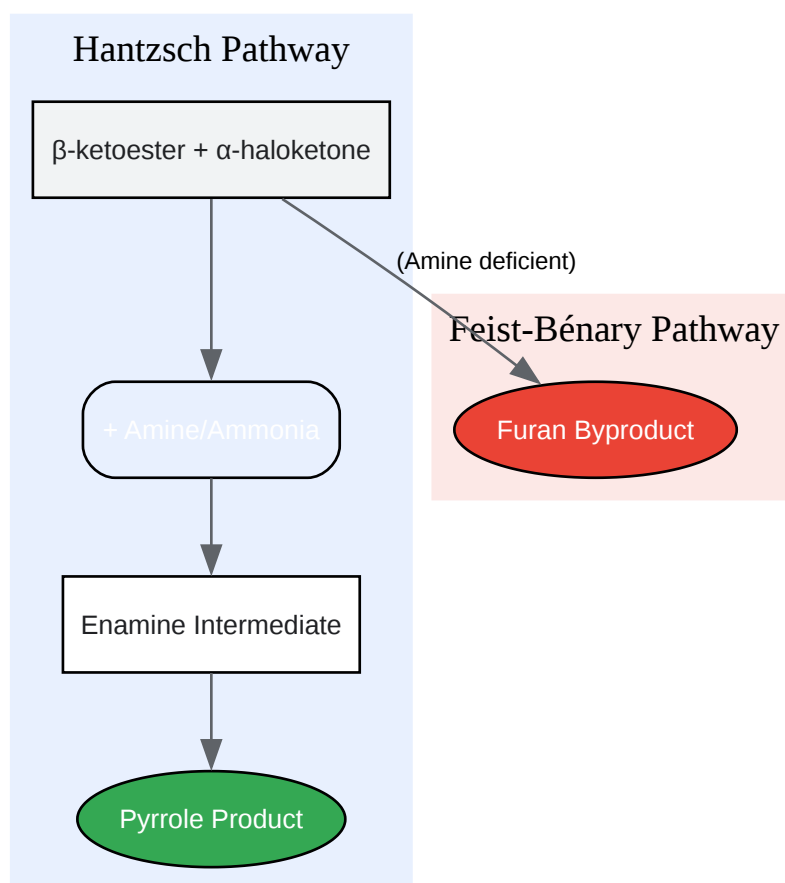 Hantzsch Pathway
β-ketoester + α-haloketone
(Amine deficient)
Feist-Bénary Pathway
+ Amine/Ammonia
Furan Byproduct
Enamine Intermediate
Pyrrole Product